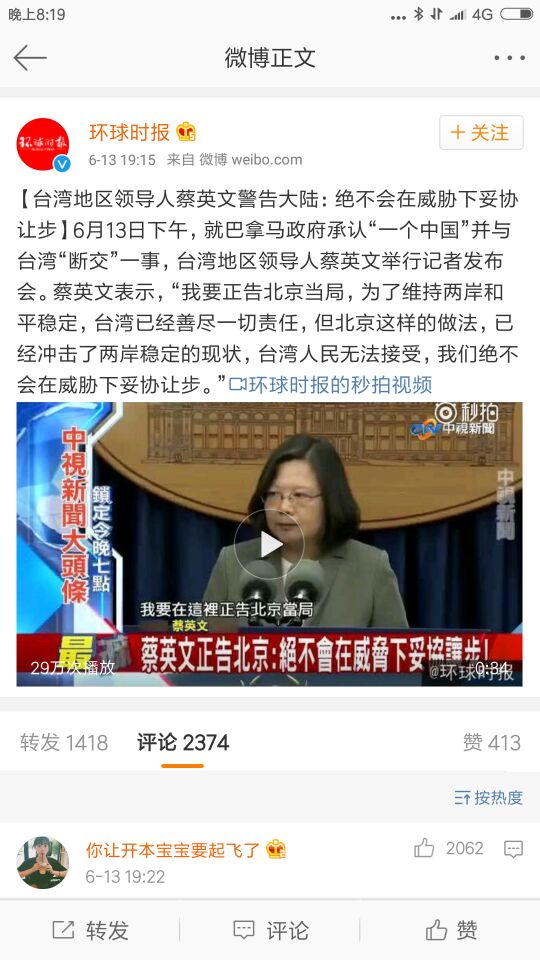 晚上8:19
4G
微博正文
环球时报
环球时报
+ 关注
6-13 19:15 来自 微博 weibo.com
【台湾地区领导人蔡英文警告大陆：绝不会在威胁下妥协
让步】6月13日下午，就巴拿马政府承认“一个中国”并与
台湾“断交”一事，台湾地区领导人蔡英文举行记者发布
会。蔡英文表示，“我要正告北京当局，为了维持两岸和
平稳定，台湾已经善尽一切责任，但北京这样的做法，已
经冲击了两岸稳定的现状，台湾人民无法接受，我们绝不
会在威胁下妥协让步。”环球时报的秒拍视频
秒拍
中視新聞
中視新聞大頭條
鎖定今晚七點
中視新聞
我要在這裡正告北京當局
蔡英文
最
蔡英文正告北京:絕不會在威脅下妥協讓步!
29万次播放
0:34
@环球时报
转发 1418
评论 2374
赞 413
按热度
你让开本宝宝要起飞了
2062
6-13 19:22
转发
评论
赞